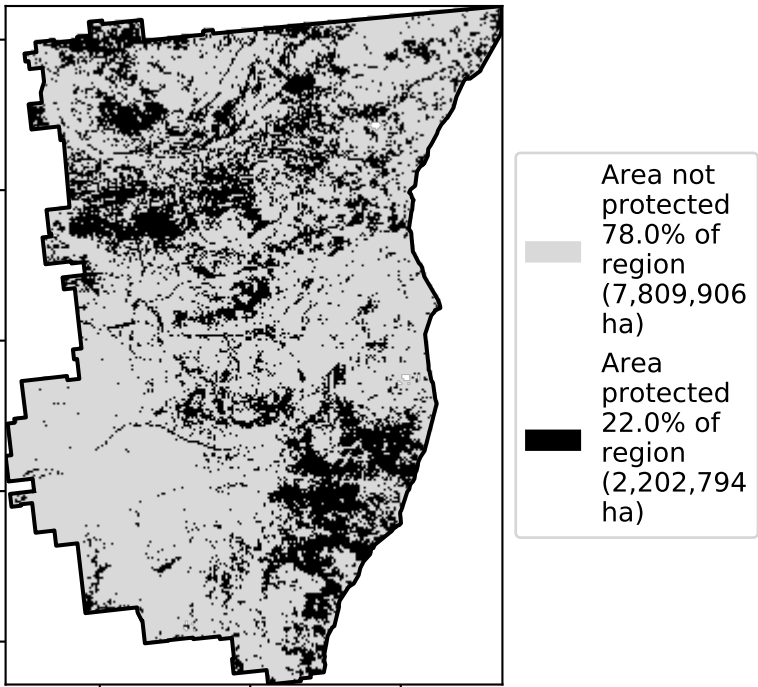 Area not
protected
78.0% of
region
(7,809,906
ha)
Area
protected
22.0% of
region
(2,202,794
ha)